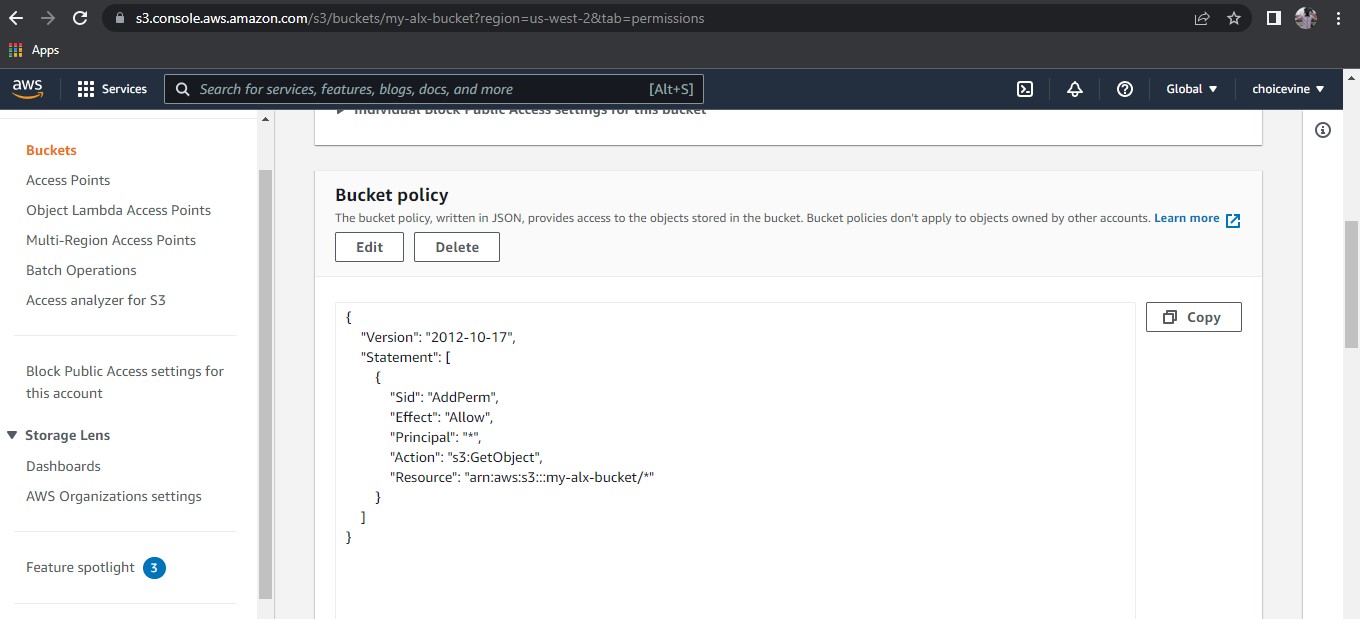 s3.console.aws.amazon.com/s3/buckets/my-alx-bucket?region=us-west-2&tab=permissions
Apps
aws
Services
Search for services, features, blogs, docs, and more
[Alt+S]
Global
choicevine
Individual Block Public Access settings for this bucket
Buckets
Access Points
Object Lambda Access Points
Multi-Region Access Points
Batch Operations
Access analyzer for S3
Block Public Access settings for
this account
Storage Lens
Dashboards
AWS Organizations settings
Feature spotlight 3
Bucket policy
The bucket policy, written in JSON, provides access to the objects stored in the bucket. Bucket policies don't apply to objects owned by other accounts. Learn more
Edit
Delete
Copy
{
"Version": "2012-10-17",
"Statement": [
{
"Sid": "AddPerm",
"Effect": "Allow",
"Principal": "*",
"Action": "s3:GetObject",
"Resource": "arn:aws:s3:::my-alx-bucket/*"
}
]
}